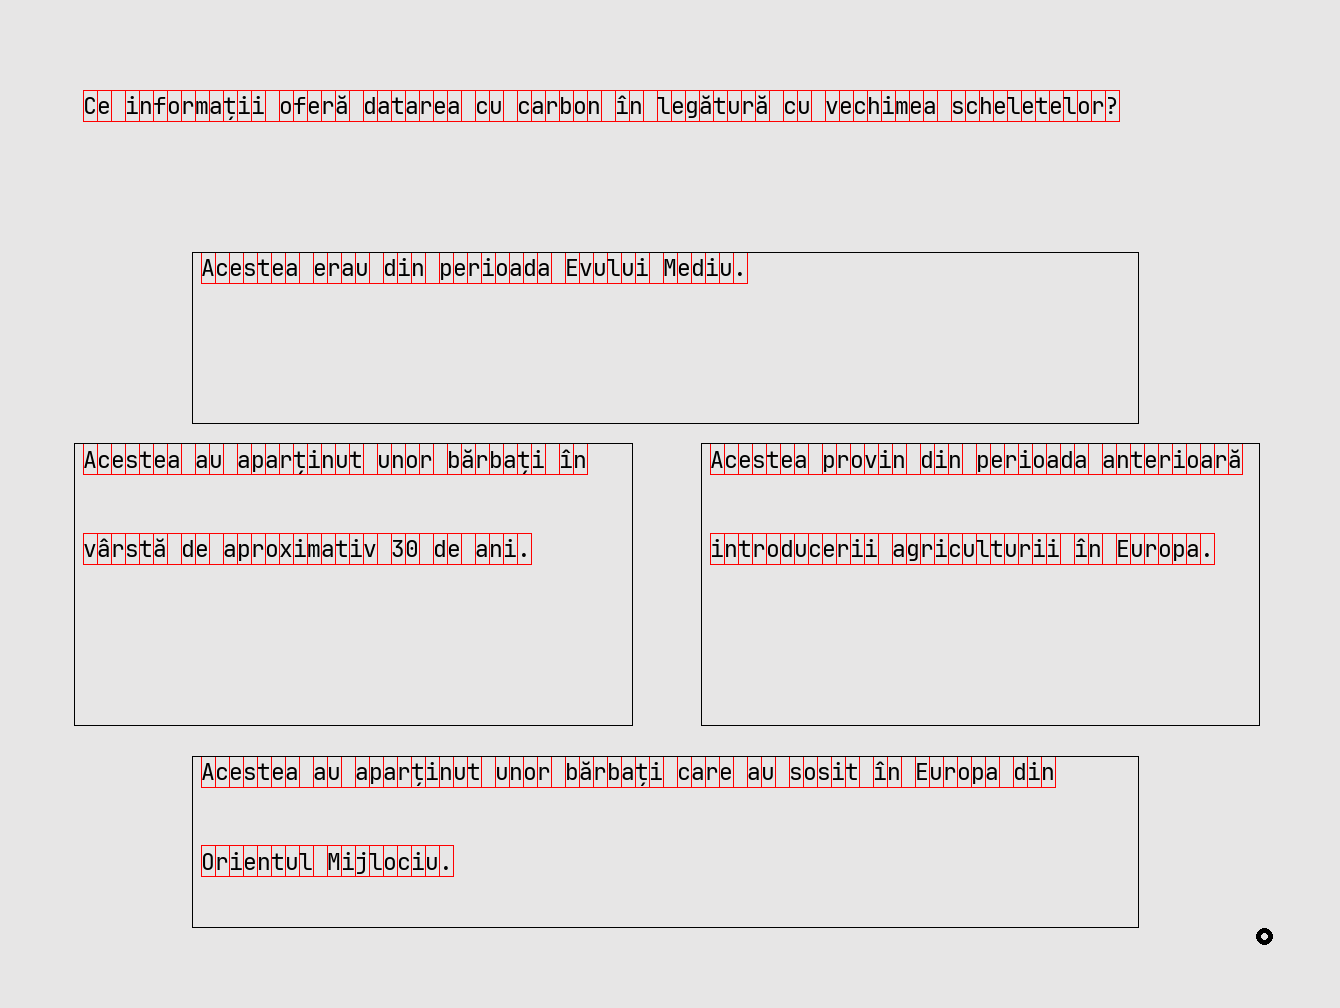 Ce informații oferă datarea cu carbon în legătură cu vechimea scheletelor?
Acestea erau din perioada Evului Mediu.
Acestea au aparținut unor bărbați în
vârstă de aproximativ 30 de ani.
Acestea provin din perioada anterioară
introducerii agriculturii în Europa.
Acestea au aparținut unor bărbați care au sosit în Europa din
Orientul Mijlociu.